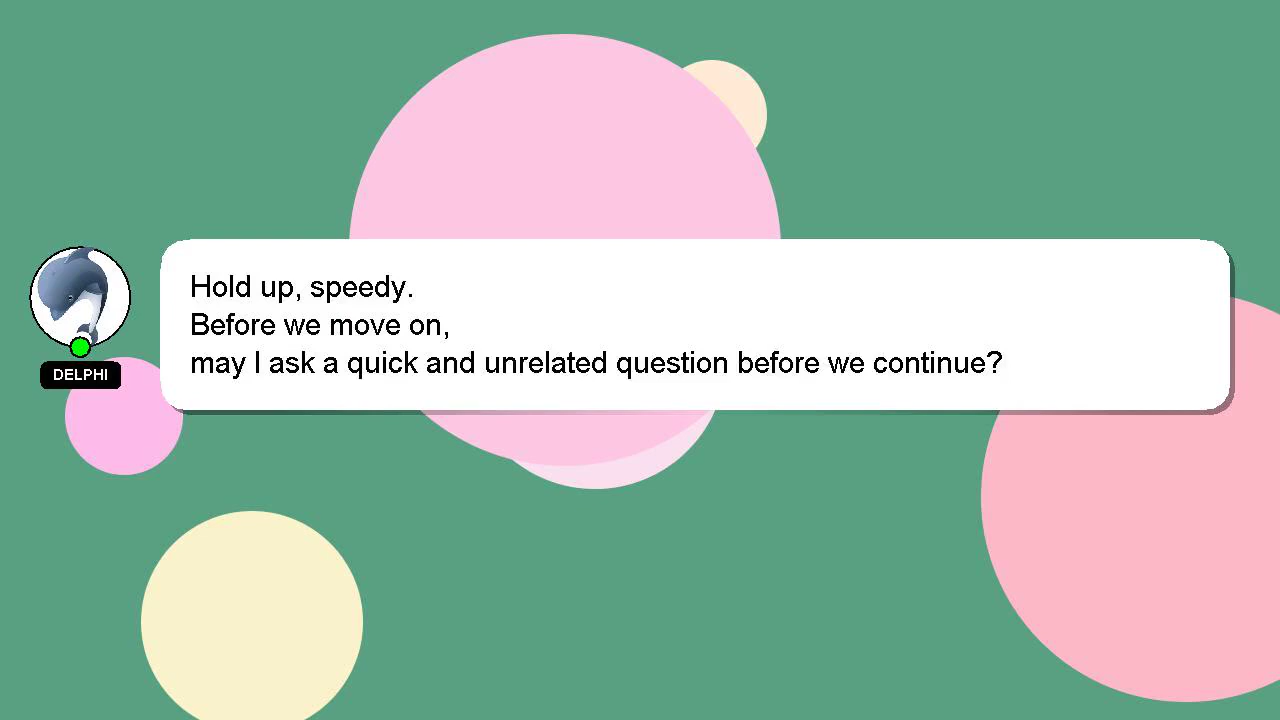 Hold up, speedy.
Before we move on,
may I ask a quick and unrelated question before we continue?
DELPHI